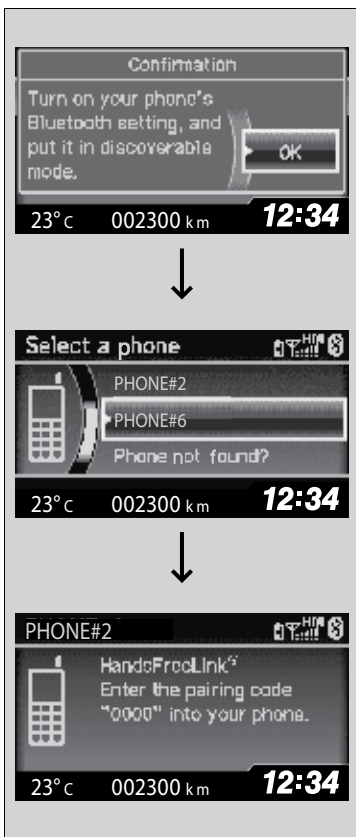 Confirmation
Turn on your phone's
Bluetooth setting, and
put it in discoverable
mode.
OK
23°c 002300 km 12:34
Select a phone
PHONE#2
PHONE#6
Phone not found?
23°c 002300 km 12:34
PHONE#2
HandsFreeLink
Enter the pairing code
"0000" into your phone.
23°c 002300 km 12:34